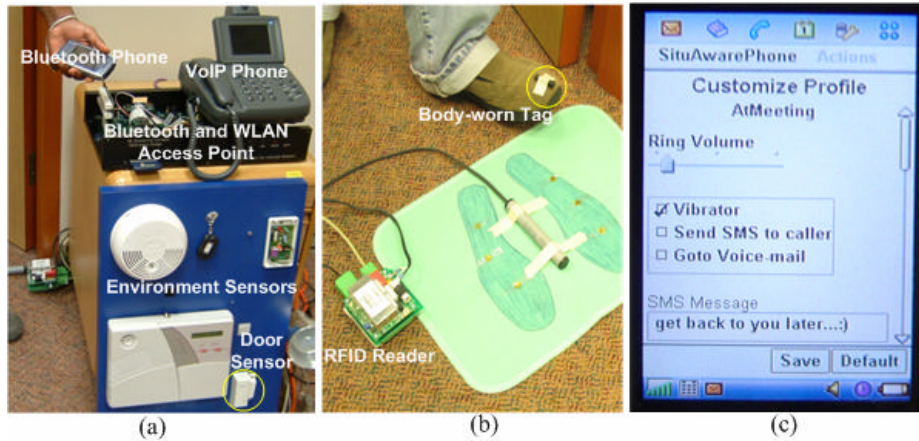 Bluetooth Phone
VoIP Phone
Bluetooth and WLAN
Access Point
Environment Sensors
Door
Sensor
(a)
Body-worn Tag
RFID Reader
(b)
SituAwarePhone Actions
Customize Profile
AtMeeting
Ring Volume
Vibrator
Send SMS to caller
Goto Voice-mail
SMS Message
get back to you later...:)
Save Default
(c)